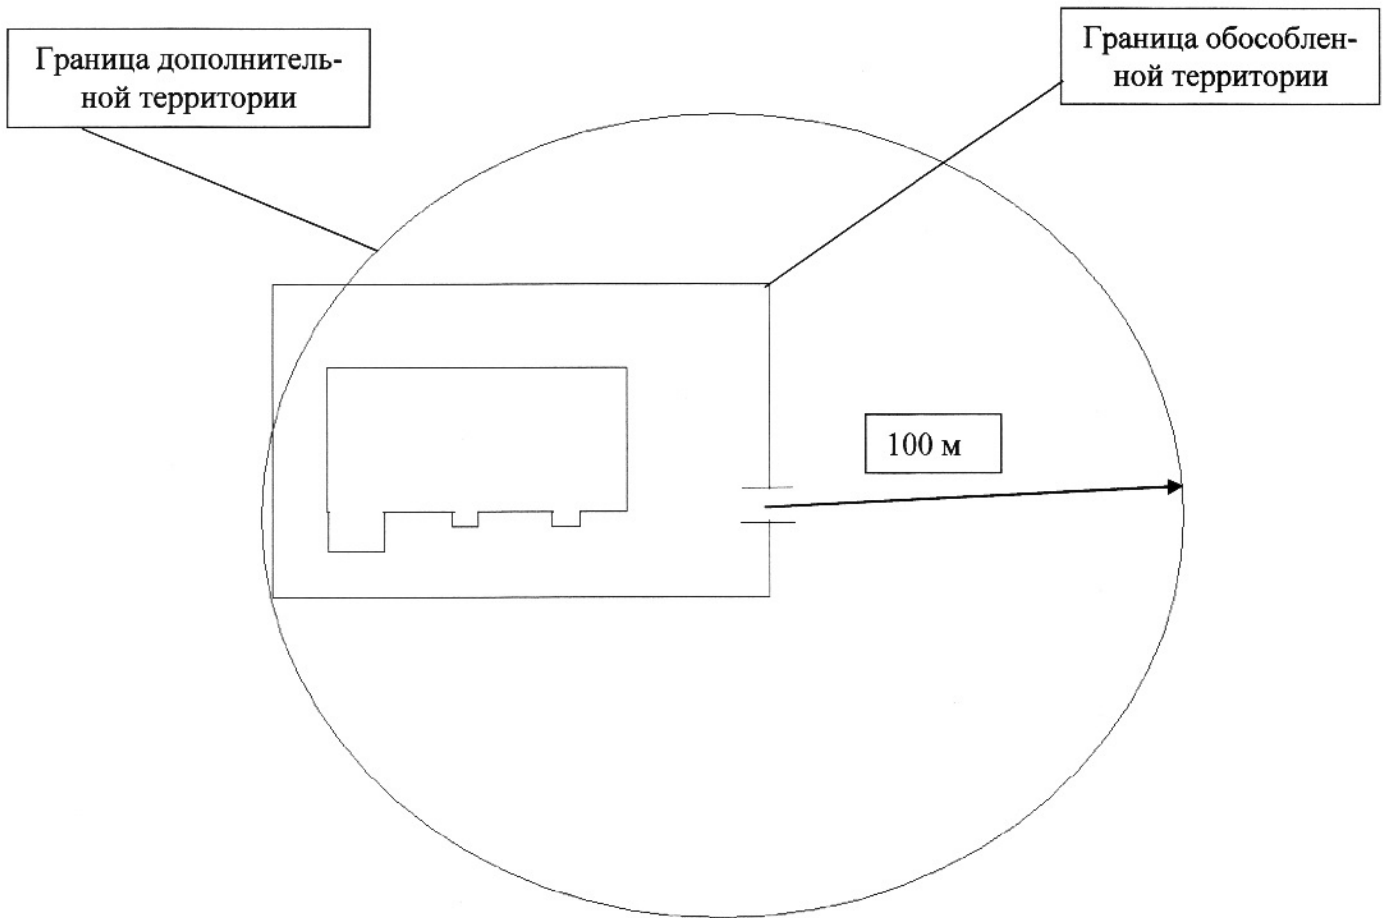 Граница дополнитель-
ной территории
Граница обособлен-
ной территории
100 м